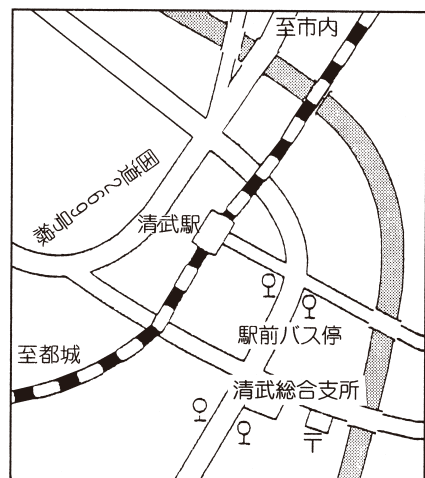 至市内
国道269号線
清武駅
駅前バス停
至都城
清武総合支所
〒